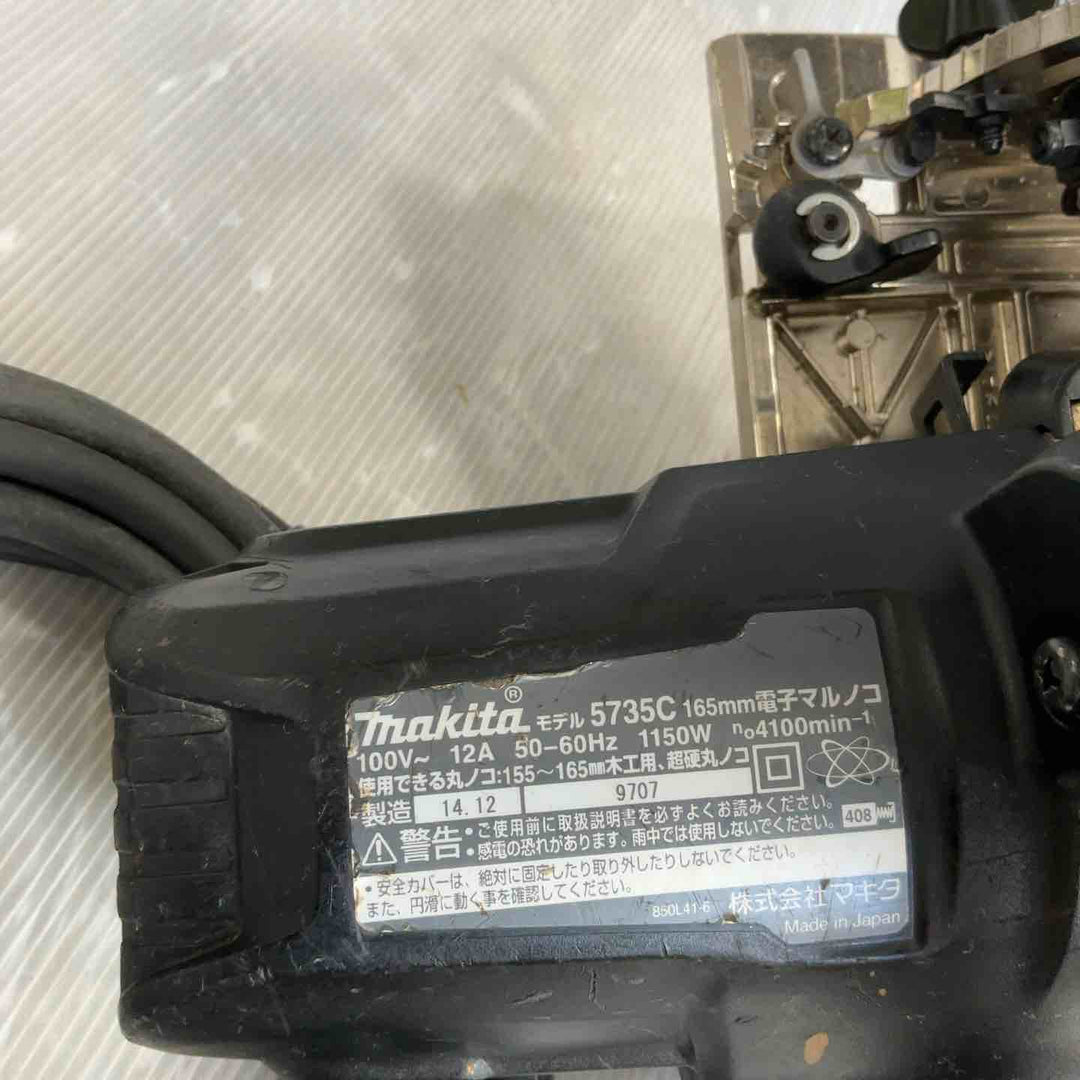 makita® モデル 5735C 165mm電子マルノコ
100V~ 12A 50-60Hz 1150W n₀4100min⁻¹
使用できる丸ノコ:155~165mm木工用、超硬丸ノコ
製造 14.12 9707
警告 • ご使用前に取扱説明書を必ずよくお読みください。
• 感電の恐れがあります。雨中では使用しないでください。 408
• 安全カバーは、絶対に固定したり取り外したりしないでください。
また、円滑に動く事を確認してください。
850L41-6 株式会社マキタ
Made in Japan